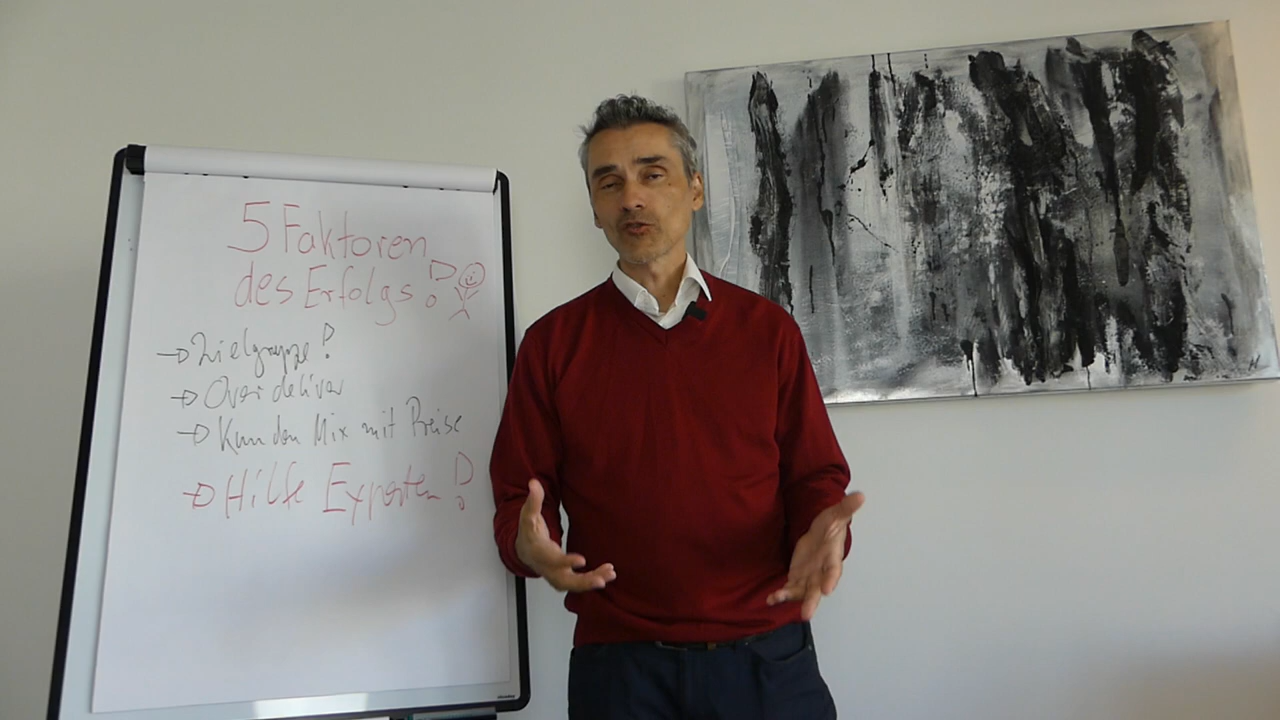 5 Faktoren
des Erfolgs!
→ Zielgruppe!
→ Over deliver
→ Kunden Mix mit Preise
→ Hilfe Experten!